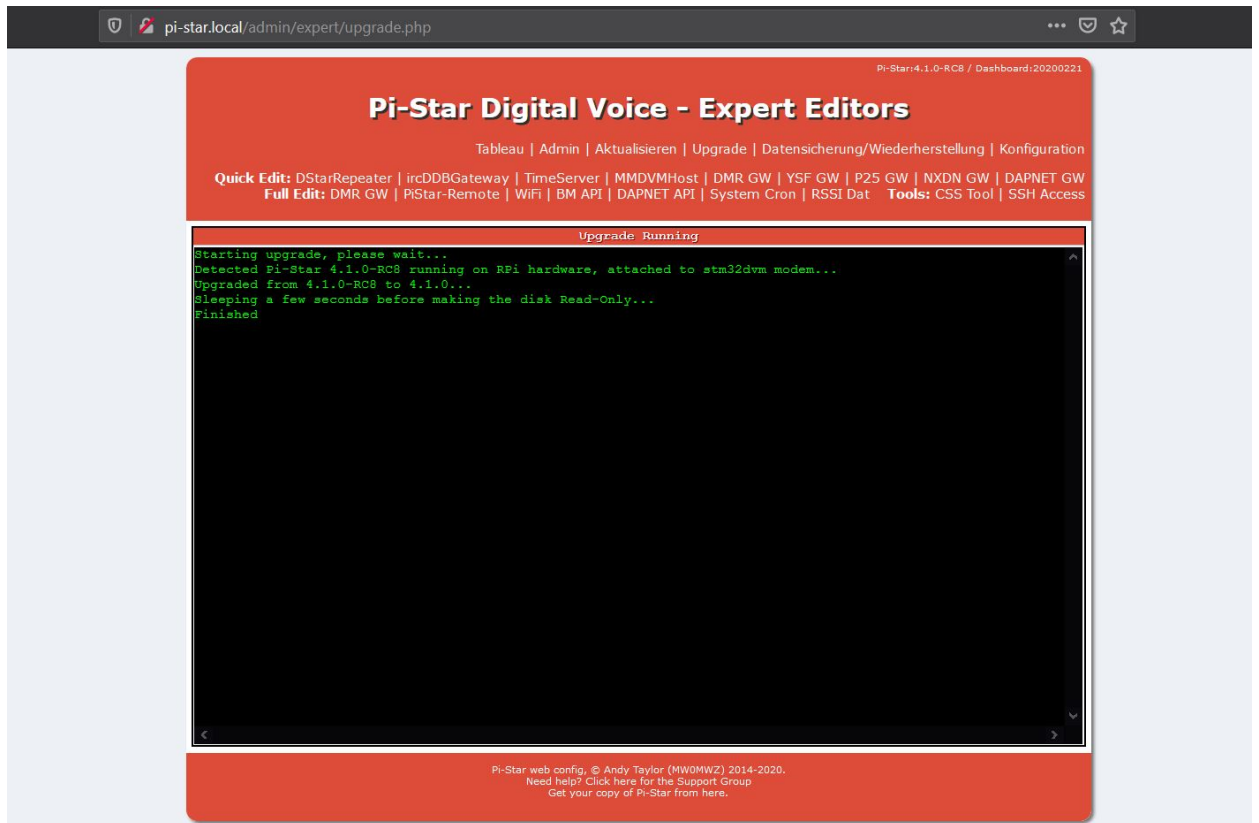 pi-star.local/admin/expert/upgrade.php
Pi-Star:4.1.0-RC8 / Dashboard:20200221
Pi-Star Digital Voice - Expert Editors
Tableau | Admin | Aktualisieren | Upgrade | Datensicherung/Wiederherstellung | Konfiguration
Quick Edit: DStarRepeater | ircDDBGateway | TimeServer | MMDVMHost | DMR GW | YSF GW | P25 GW | NXDN GW | DAPNET GW
Full Edit: DMR GW | PiStar-Remote | WiFi | BM API | DAPNET API | System Cron | RSSI Dat Tools: CSS Tool | SSH Access
Upgrade Running
Starting upgrade, please wait...
Detected Pi-Star 4.1.0-RC8 running on RPi hardware, attached to stm32dvm modem...
Upgraded from 4.1.0-RC8 to 4.1.0...
Sleeping a few seconds before making the disk Read-Only...
Finished
Pi-Star web config, © Andy Taylor (MW0MWZ) 2014-2020.
Need help? Click here for the Support Group
Get your copy of Pi-Star from here.